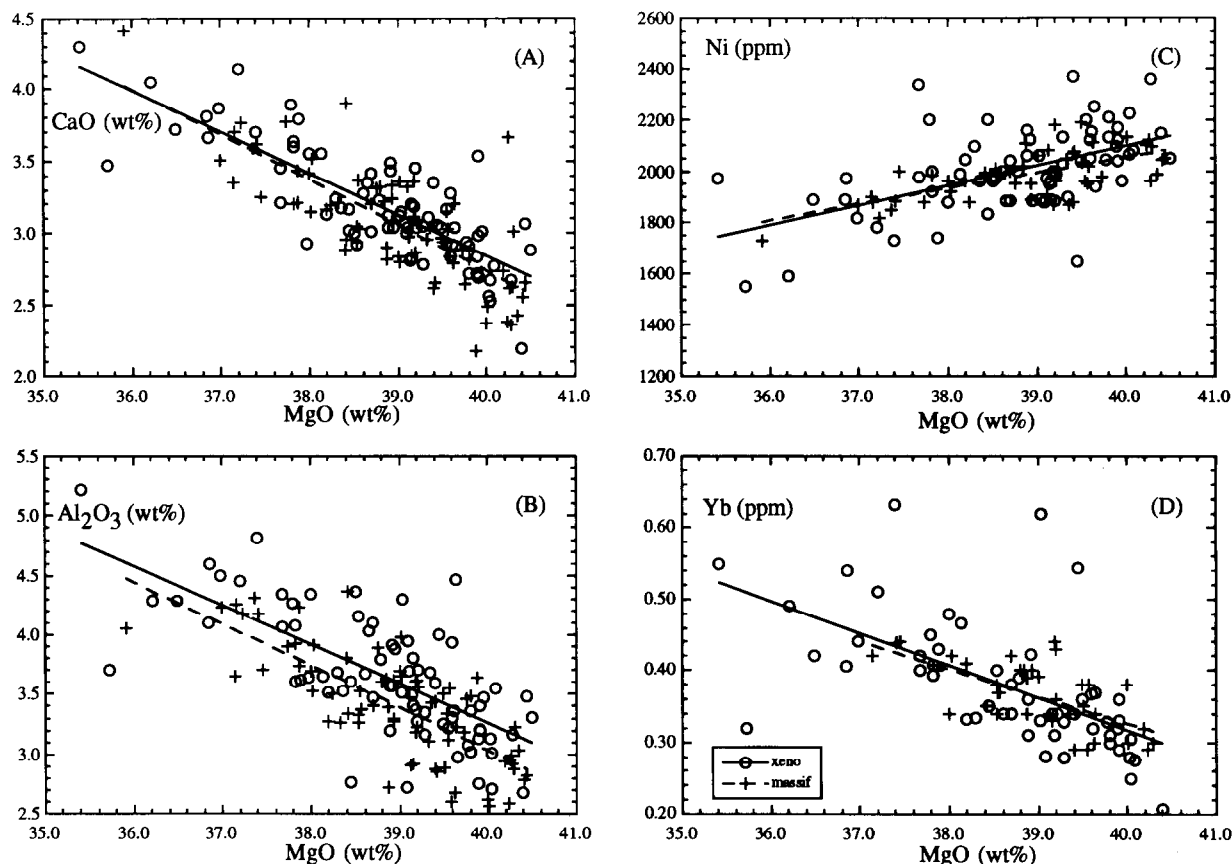 4.5
4.0
3.5
3.0
2.5
2.0
CaO (wt%)
(A)
35.0 36.0 37.0 38.0 39.0 40.0 41.0
MgO (wt%)
2600
2400
2200
2000
1800
1600
1400
1200
Ni (ppm)
(C)
35.0 36.0 37.0 38.0 39.0 40.0 41.0
MgO (wt%)
5.5
5.0
4.5
4.0
3.5
3.0
2.5
Al₂O₃ (wt%)
(B)
35.0 36.0 37.0 38.0 39.0 40.0 41.0
MgO (wt%)
0.70
0.60
0.50
0.40
0.30
0.20
Yb (ppm)
(D)
xeno
massif
35.0 36.0 37.0 38.0 39.0 40.0 41.0
MgO (wt%)